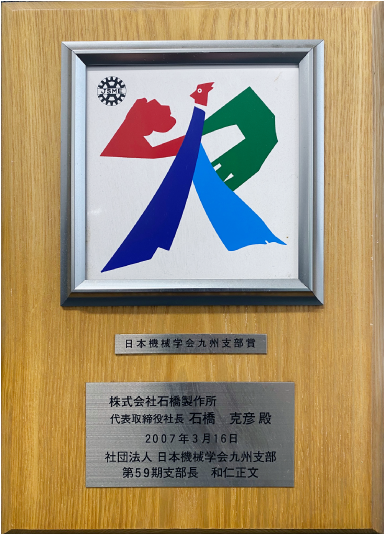 JSME
日本機械学会九州支部賞
株式会社石橋製作所
代表取締役社長 石橋 克彦 殿
2007年3月16日
社団法人 日本機械学会九州支部
第59期支部長 和仁正文